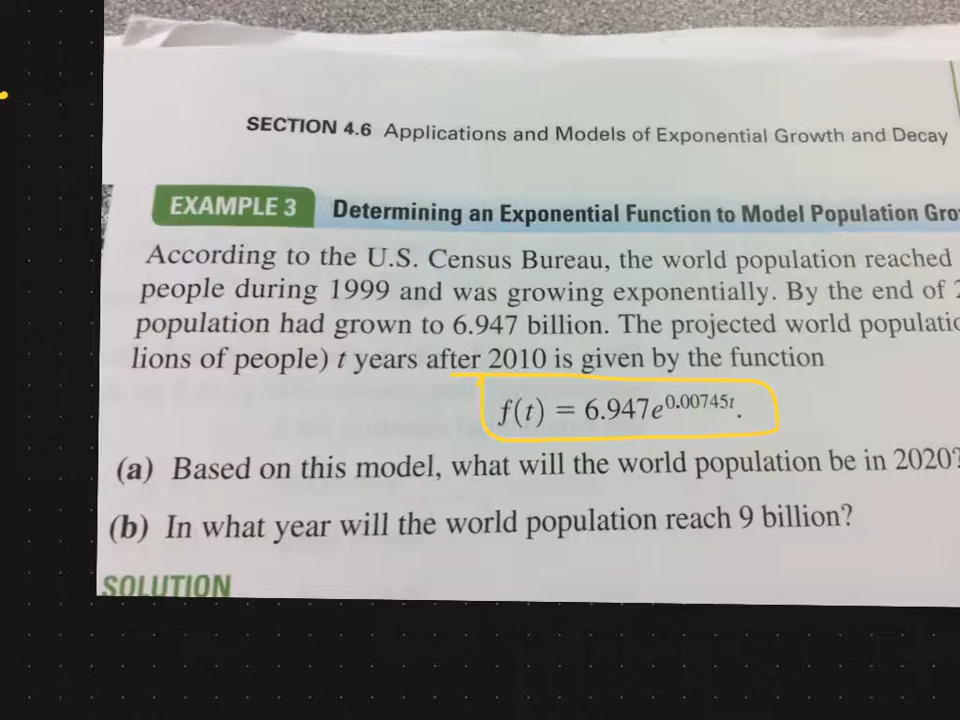 SECTION 4.6 Applications and Models of Exponential Growth and Decay
EXAMPLE 3 Determining an Exponential Function to Model Population
According to the U.S. Census Bureau, the world population reached
people during 1999 and was growing exponentially. By the end of
population had grown to 6.947 billion. The projected world
lions of people) t years after 2010 is given by the function
f(t) = 6.947e^0.00745t.
(a) Based on this model, what will the world population be in 2020?
(b) In what year will the world population reach 9 billion?
SOLUTION